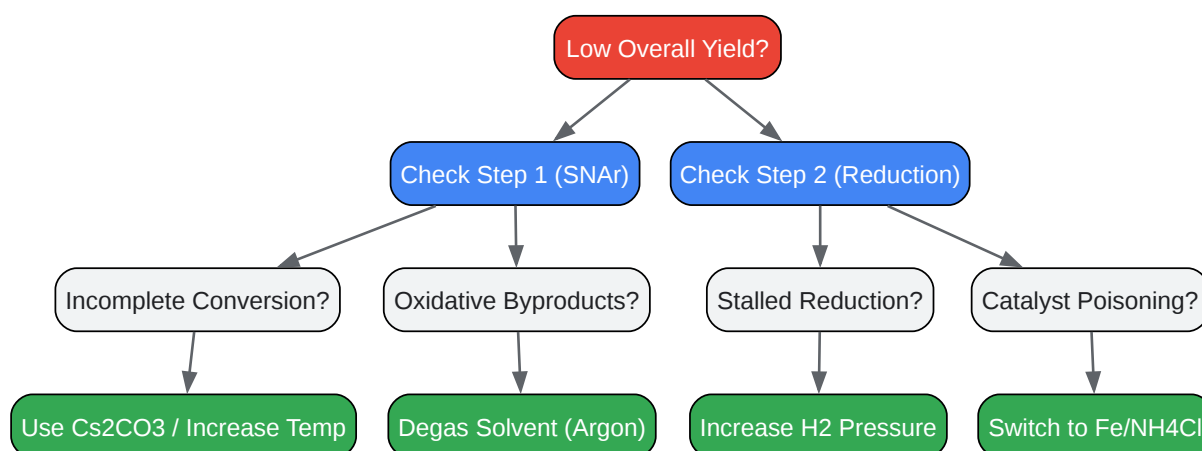 Low Overall Yield?
Check Step 1 (SNAr)
Check Step 2 (Reduction)
Incomplete Conversion?
Oxidative Byproducts?
Stalled Reduction?
Catalyst Poisoning?
Use Cs2CO3 / Increase Temp
Degas Solvent (Argon)
Increase H2 Pressure
Switch to Fe/NH4Cl